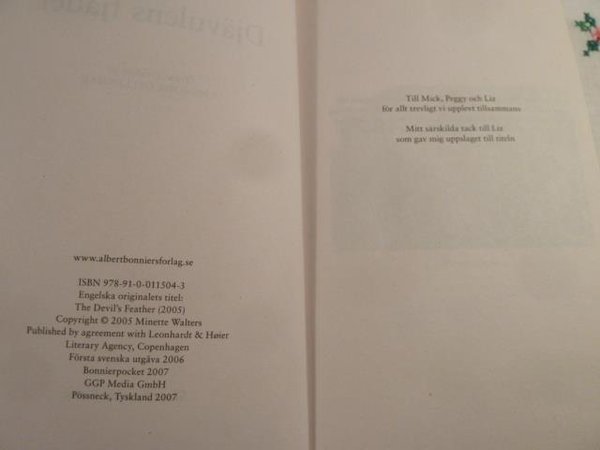 www.albertbonniersforlag.se
ISBN 978-91-0-011504-3
Engelska originalets titel:
The Devil's Feather (2005)
Copyright © 2005 Minette Walters
Published by agreement with Leonhardt & Høier
Literary Agency, Copenhagen
Första svenska utgåva 2006
Bonnierpocket 2007
GGP Media GmbH
Pössneck, Tyskland 2007
Till Mick, Peggy och Liz
för allt trevligt vi upplevt tillsammans
Mitt särskilda tack till Liz
som gav mig uppslaget till titeln